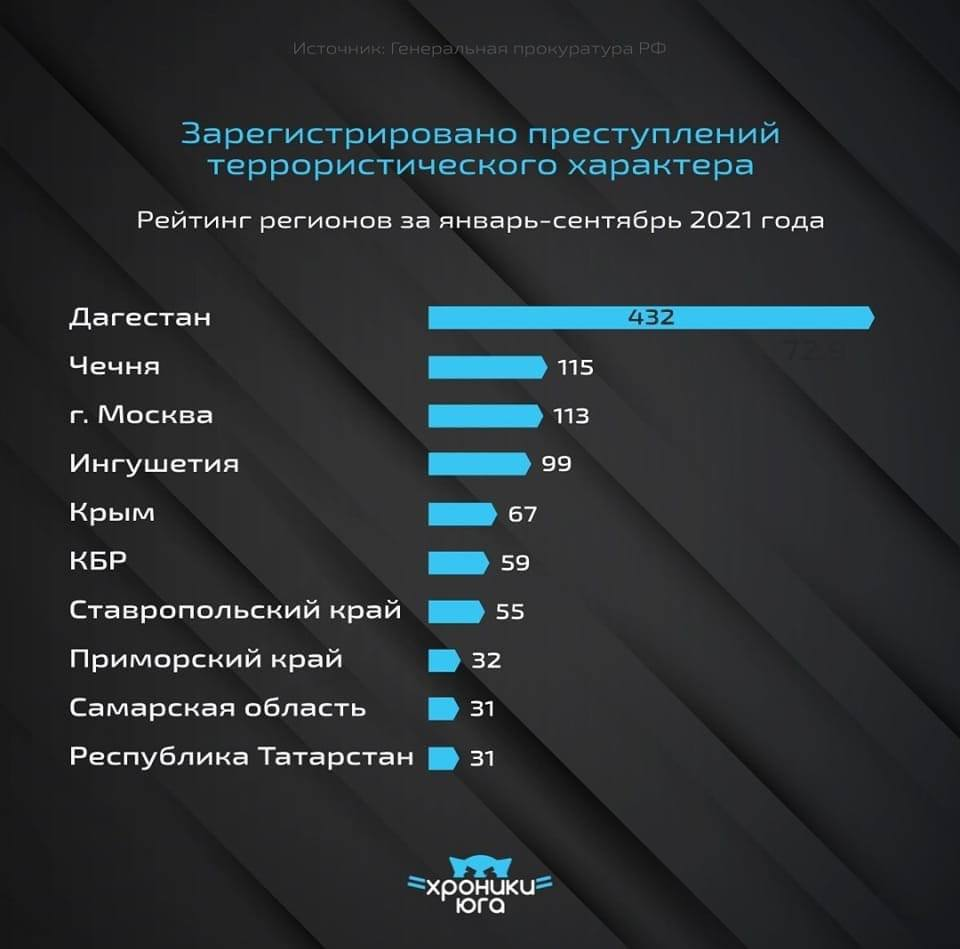 Источник: Генеральная прокуратура РФ
Зарегистрировано преступлений
террористического характера
Рейтинг регионов за январь-сентябрь 2021 года
Дагестан 432
Чечня 115
г. Москва 113
Ингушетия 99
Крым 67
КБР 59
Ставропольский край 55
Приморский край 32
Самарская область 31
Республика Татарстан 31
хроники
юга